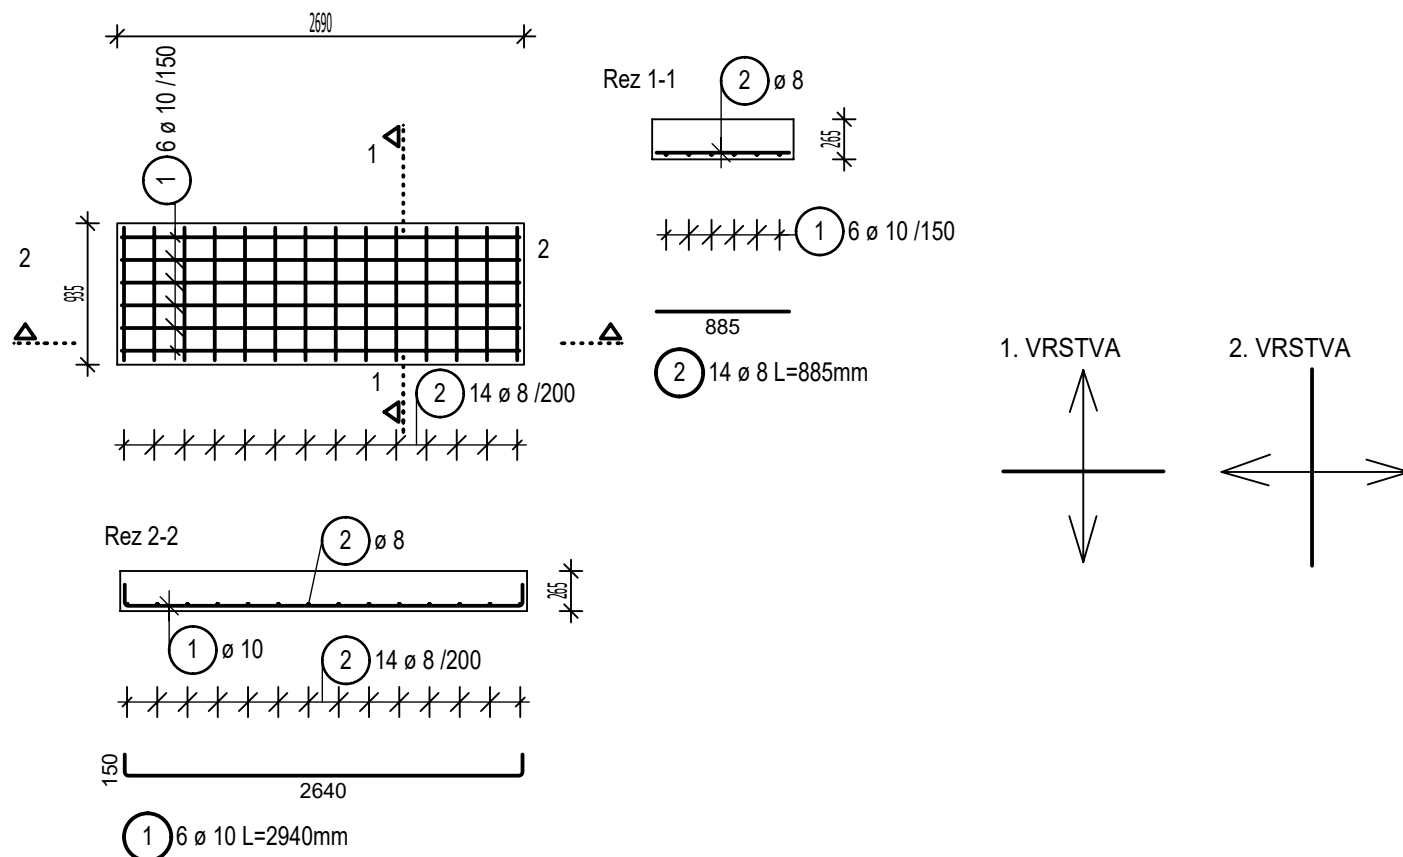 2690
1 6 ø 10 /150
1
2
2
935
1
2 14 ø 8 /200
Rez 1-1
2 ø 8
265
1 6 ø 10 /150
885
2 14 ø 8 L=885mm
1. VRSTVA
2. VRSTVA
Rez 2-2
2 ø 8
265
1 ø 10
2 14 ø 8 /200
150
2640
1 6 ø 10 L=2940mm